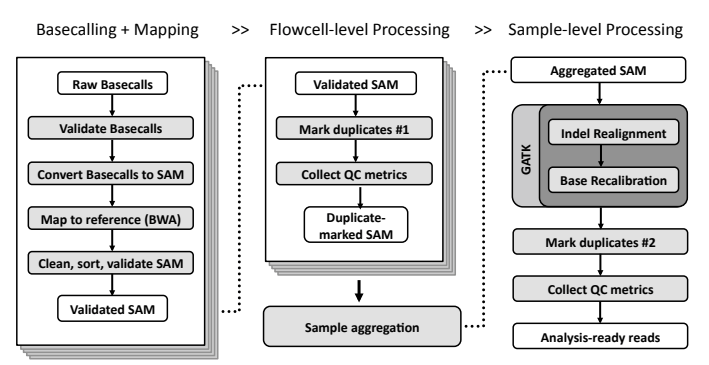 Basecalling + Mapping >> Flowcell-level Processing >> Sample-level Processing
Raw Basecalls
Validate Basecalls
Convert Basecalls to SAM
Map to reference (BWA)
Clean, sort, validate SAM
Validated SAM
Validated SAM
Mark duplicates #1
Collect QC metrics
Duplicate-
marked SAM
Sample aggregation
Aggregated SAM
GATK
Indel Realignment
Base Recalibration
Mark duplicates #2
Collect QC metrics
Analysis-ready reads